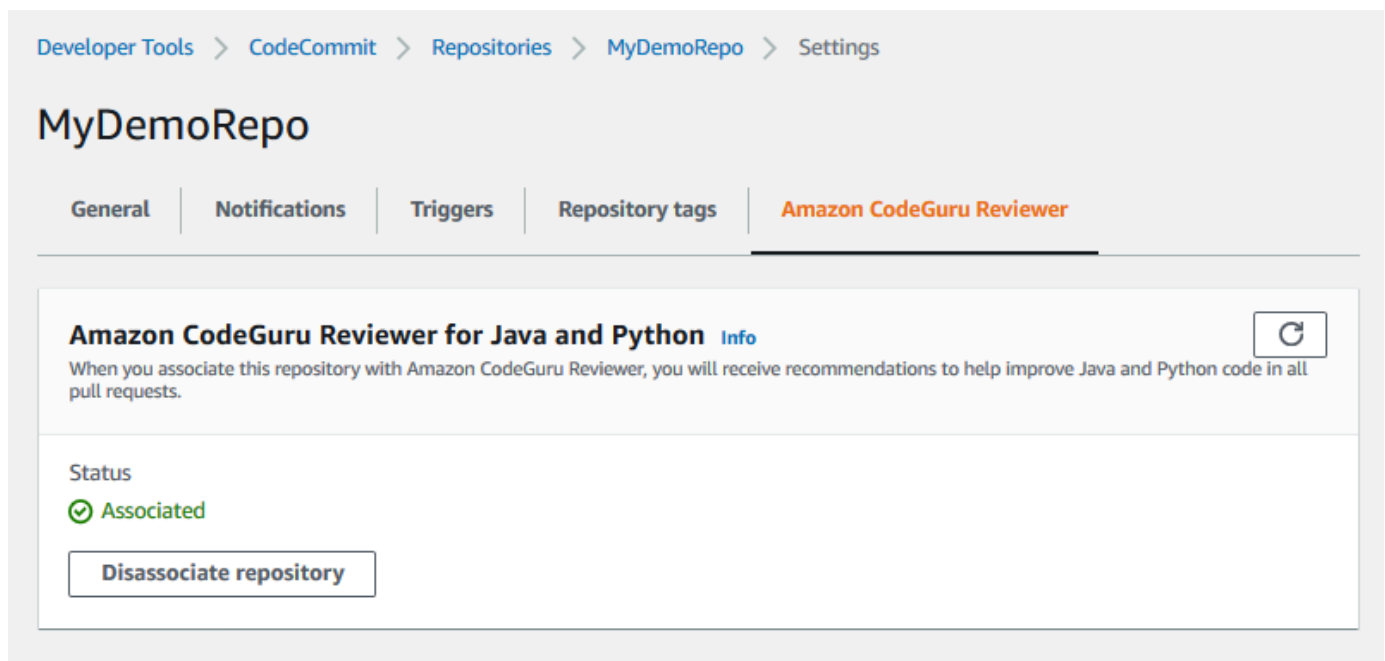 Developer Tools > CodeCommit > Repositories > MyDemoRepo > Settings
MyDemoRepo
General Notifications Triggers Repository tags Amazon CodeGuru Reviewer
Amazon CodeGuru Reviewer for Java and Python Info
When you associate this repository with Amazon CodeGuru Reviewer, you will receive recommendations to help improve Java and Python code in all
pull requests.
Status
Associated
Disassociate repository